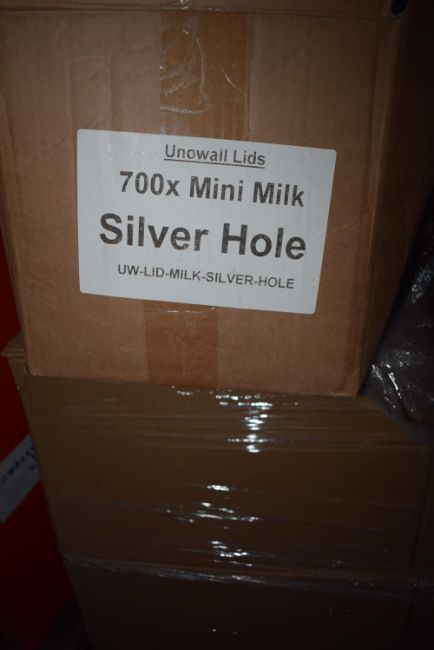 Unowall Lids
700x Mini Milk
Silver Hole
UW-LID-MILK-SILVER-HOLE